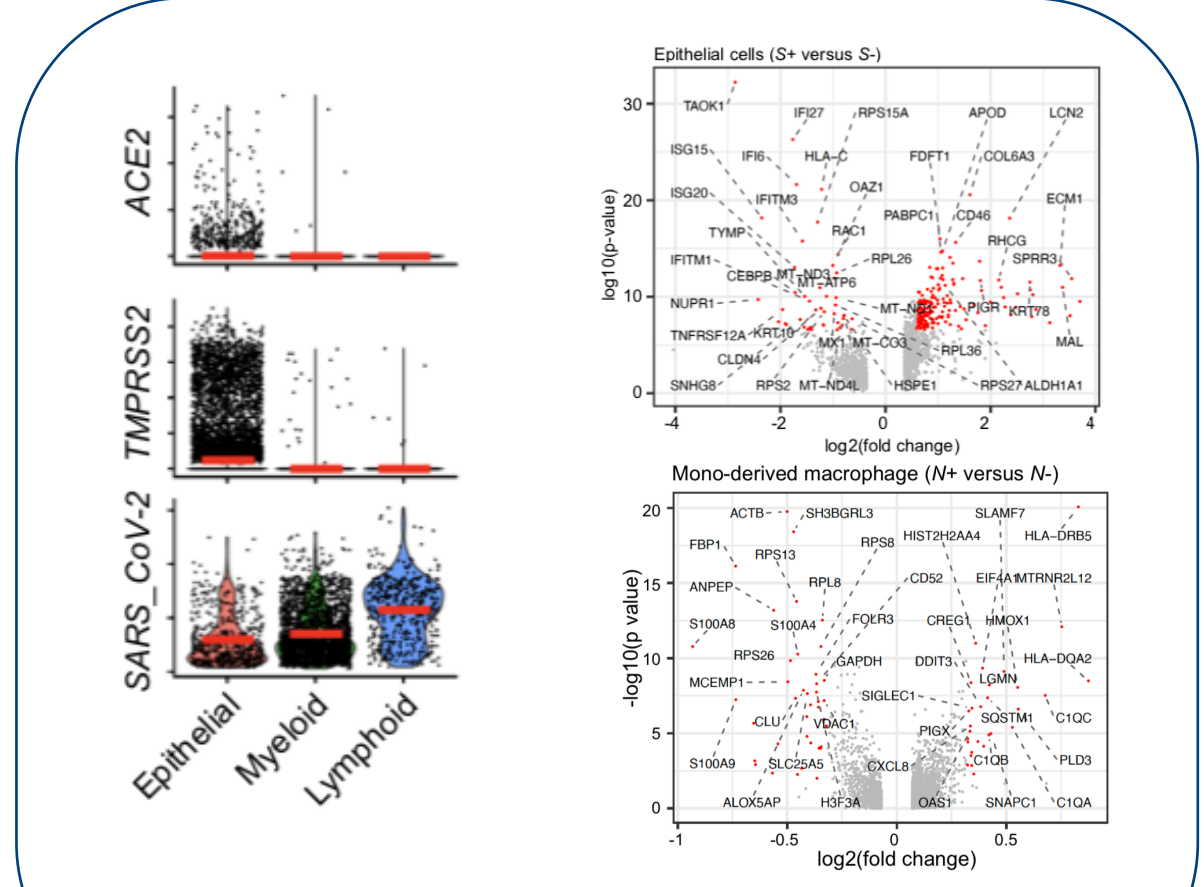 ACE2
TMPRSS2
SARS_CoV-2
Epithelial
Myeloid
Lymphoid
Epithelial cells (S+ versus S-)
log10(p-value)
30
20
10
0
TAOK1
IFI27
RPS15A
APOD
LCN2
ISG15
IFI6
HLA-C
FDFT1
COL6A3
ISG20
IFITM3
OAZ1
ECM1
PABPC1
CD46
TYMP
RAC1
RHCG
IFITM1
CEBPB
MT-ND3
RPL26
SPRR3
MT-ATP6
NUPR1
MT-ND1
PIGR
KRT78
TNFRSF12A
KRT10
MX1
MT-CO3
RPL36
MAL
CLDN4
SNHG8
RPS2
MT-ND4L
HSPE1
RPS27
ALDH1A1
-4
-2
0
2
4
log2(fold change)
Mono-derived macrophage (N+ versus N-)
-log10(p value)
20
15
10
5
0
ACTB
SH3BGRL3
SLAMF7
HLA-DRB5
FBP1
RPS13
RPS8
HIST2H2AA4
ANPEP
RPL8
CD52
EIF4A1
MTRNR2L12
S100A8
S100A4
FOLR3
CREG1
HMOX1
RPS26
GAPDH
DDIT3
LGMN
HLA-DQA2
MCEMP1
SIGLEC1
CLU
VDAC1
PIGX
SQSTM1
C1QC
S100A9
SLC25A5
CXCL8
C1QB
PLD3
ALOX5AP
H3F3A
OAS1
SNAPC1
C1QA
-1
-0.5
0
0.5
log2(fold change)